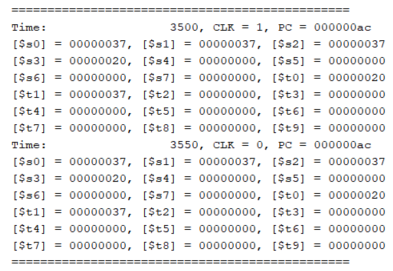 ===============================================
Time: 3500, CLK = 1, PC = 000000ac
[$s0] = 00000037, [$s1] = 00000037, [$s2] = 00000037
[$s3] = 00000020, [$s4] = 00000000, [$s5] = 00000000
[$s6] = 00000000, [$s7] = 00000000, [$t0] = 00000020
[$t1] = 00000037, [$t2] = 00000000, [$t3] = 00000000
[$t4] = 00000000, [$t5] = 00000000, [$t6] = 00000000
[$t7] = 00000000, [$t8] = 00000000, [$t9] = 00000000
Time: 3550, CLK = 0, PC = 000000ac
[$s0] = 00000037, [$s1] = 00000037, [$s2] = 00000037
[$s3] = 00000020, [$s4] = 00000000, [$s5] = 00000000
[$s6] = 00000000, [$s7] = 00000000, [$t0] = 00000020
[$t1] = 00000037, [$t2] = 00000000, [$t3] = 00000000
[$t4] = 00000000, [$t5] = 00000000, [$t6] = 00000000
[$t7] = 00000000, [$t8] = 00000000, [$t9] = 00000000
===============================================